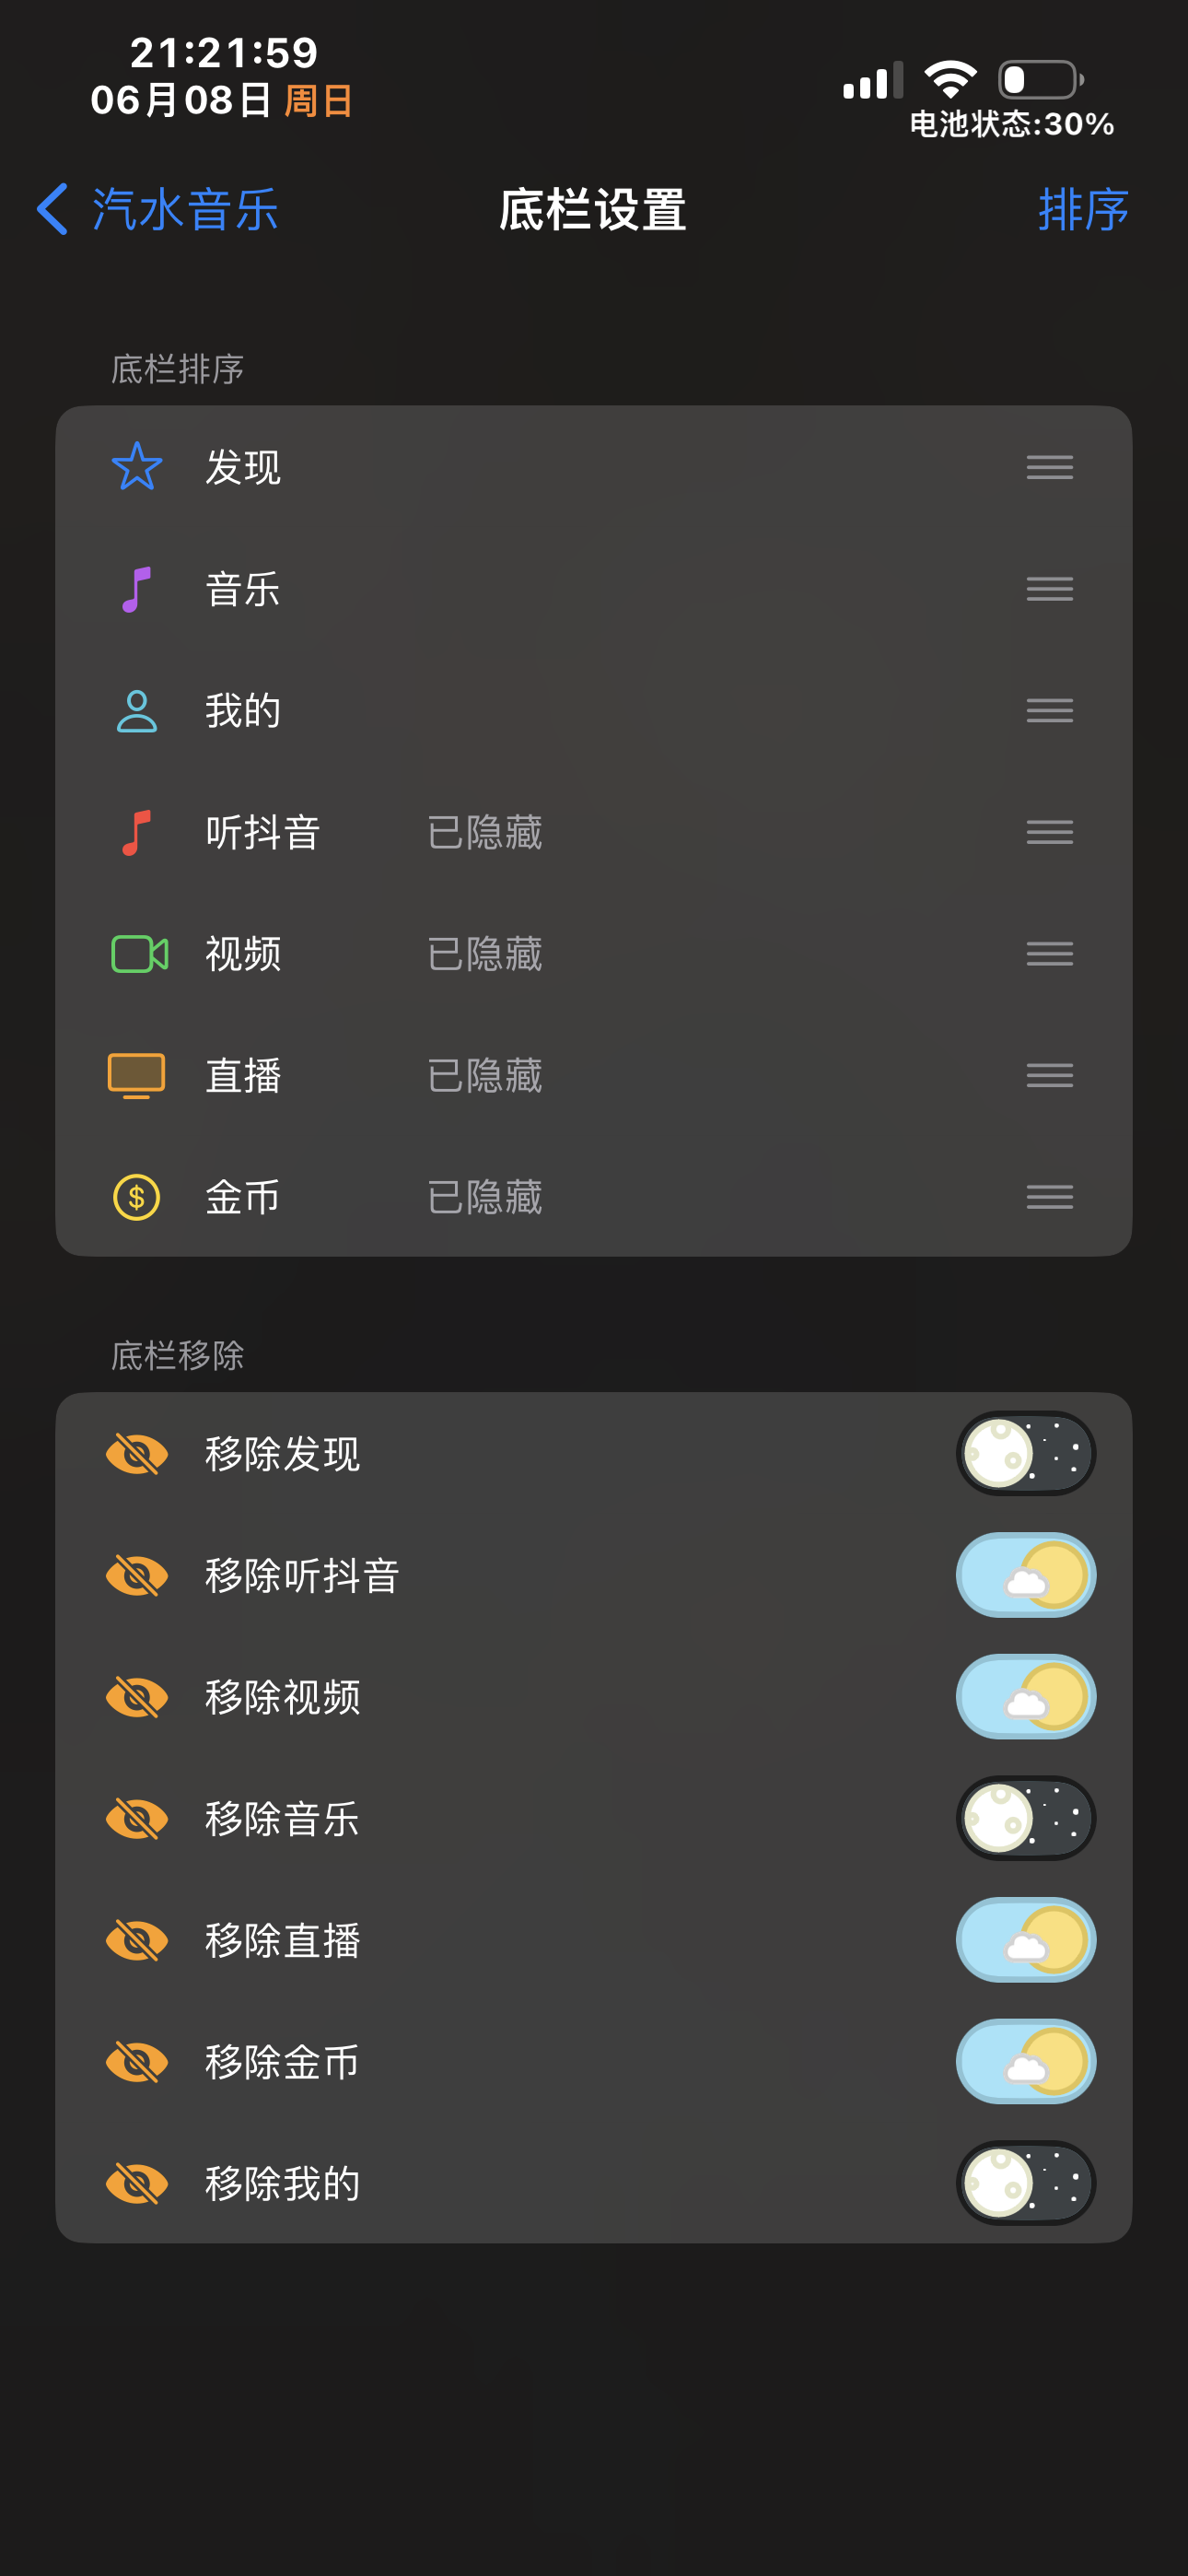 21:21:59
06月08日 周日
电池状态:30%
汽水音乐
底栏设置
排序
底栏排序
发现
音乐
我的
听抖音 已隐藏
视频 已隐藏
直播 已隐藏
$ 金币 已隐藏
底栏移除
移除发现
移除听抖音
移除视频
移除音乐
移除直播
移除金币
移除我的